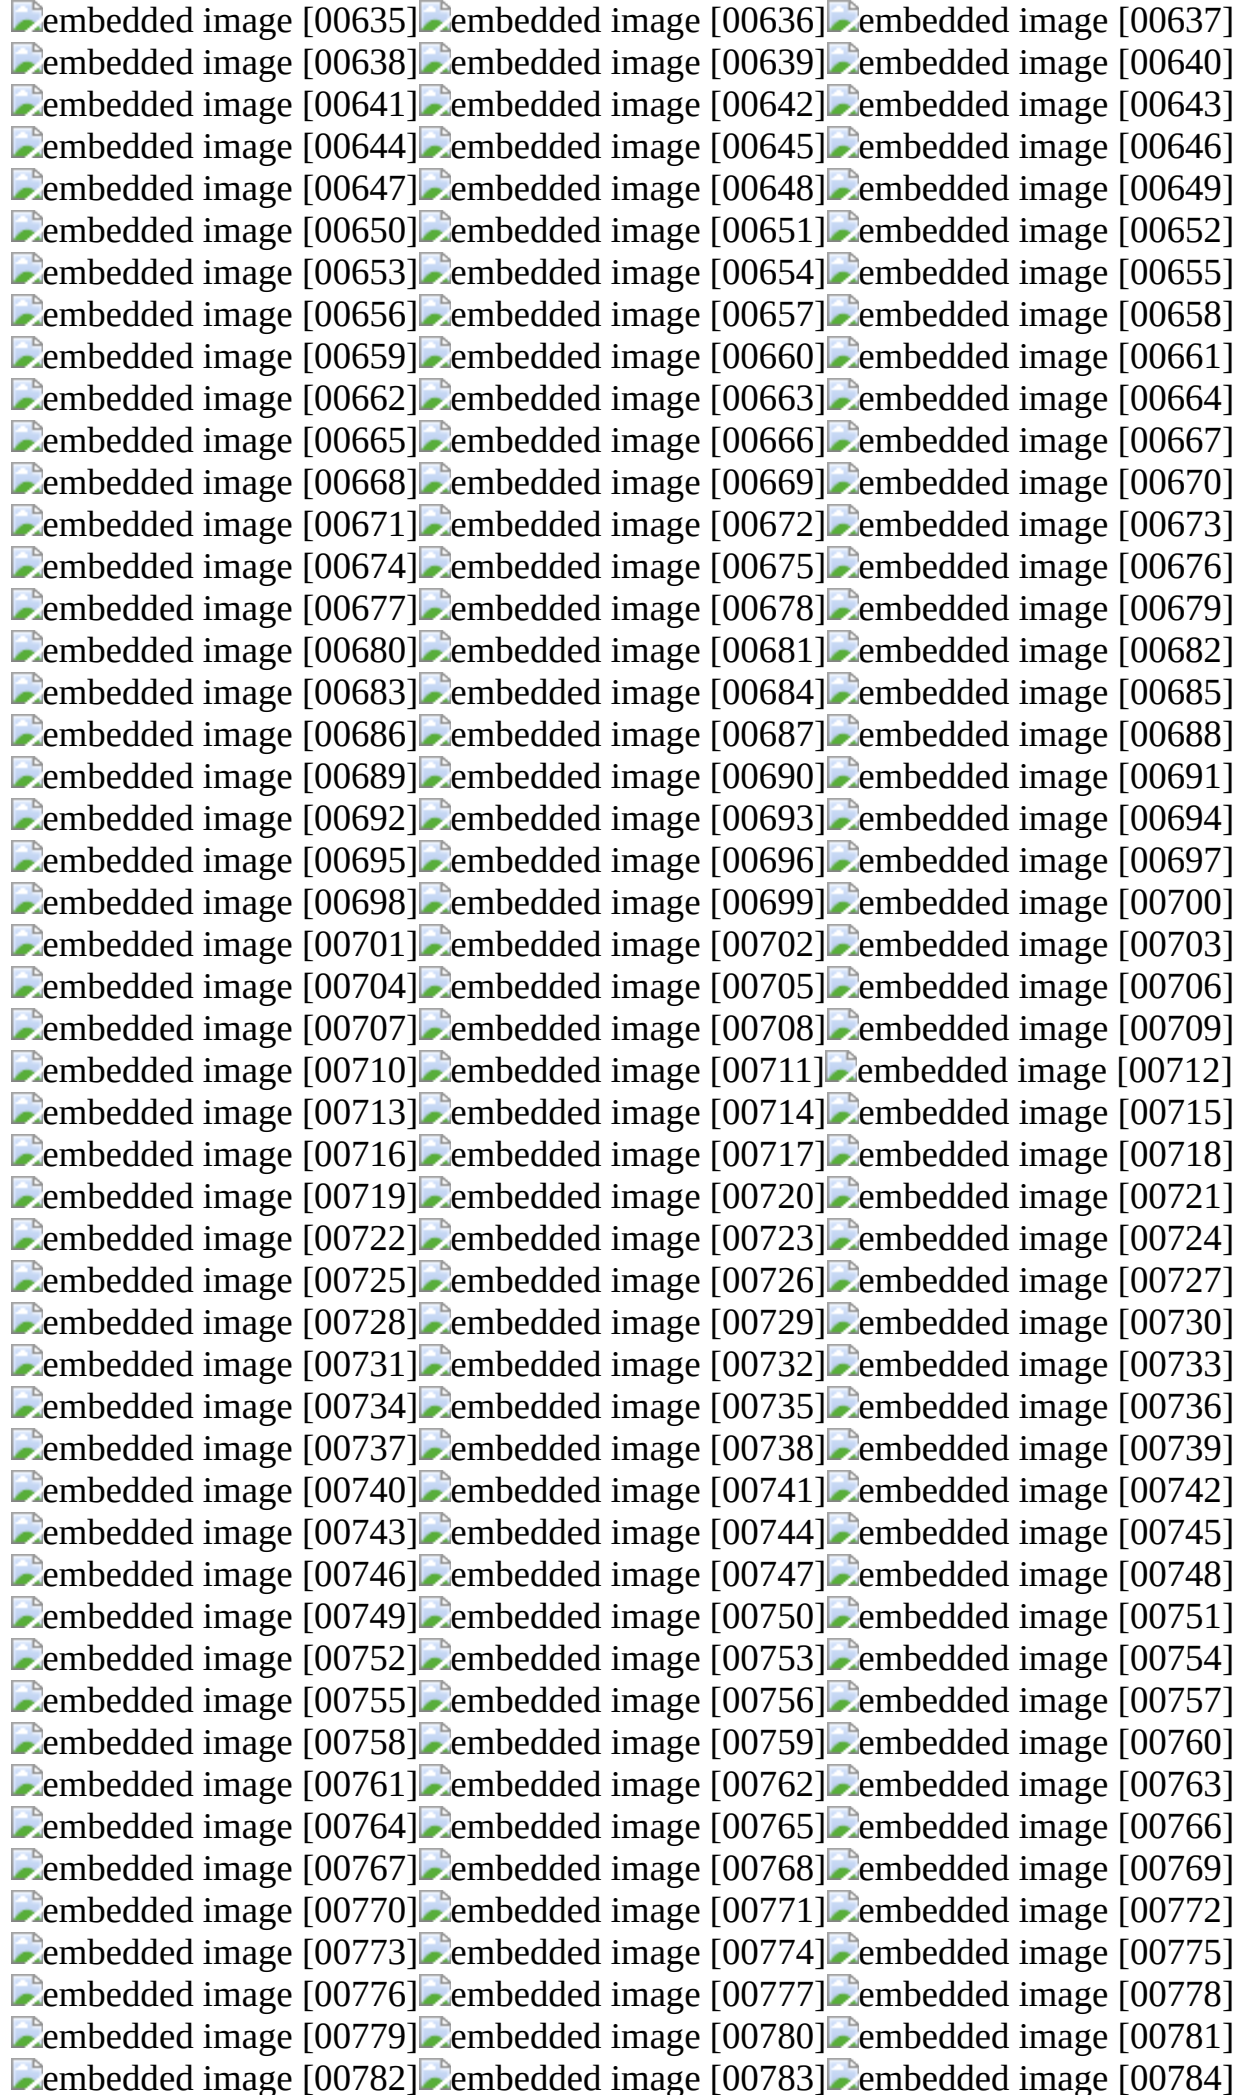 embedded image [00635]embedded image [00636]embedded image [00637]
embedded image [00638]embedded image [00639]embedded image [00640]
embedded image [00641]embedded image [00642]embedded image [00643]
embedded image [00644]embedded image [00645]embedded image [00646]
embedded image [00647]embedded image [00648]embedded image [00649]
embedded image [00650]embedded image [00651]embedded image [00652]
embedded image [00653]embedded image [00654]embedded image [00655]
embedded image [00656]embedded image [00657]embedded image [00658]
embedded image [00659]embedded image [00660]embedded image [00661]
embedded image [00662]embedded image [00663]embedded image [00664]
embedded image [00665]embedded image [00666]embedded image [00667]
embedded image [00668]embedded image [00669]embedded image [00670]
embedded image [00671]embedded image [00672]embedded image [00673]
embedded image [00674]embedded image [00675]embedded image [00676]
embedded image [00677]embedded image [00678]embedded image [00679]
embedded image [00680]embedded image [00681]embedded image [00682]
embedded image [00683]embedded image [00684]embedded image [00685]
embedded image [00686]embedded image [00687]embedded image [00688]
embedded image [00689]embedded image [00690]embedded image [00691]
embedded image [00692]embedded image [00693]embedded image [00694]
embedded image [00695]embedded image [00696]embedded image [00697]
embedded image [00698]embedded image [00699]embedded image [00700]
embedded image [00701]embedded image [00702]embedded image [00703]
embedded image [00704]embedded image [00705]embedded image [00706]
embedded image [00707]embedded image [00708]embedded image [00709]
embedded image [00710]embedded image [00711]embedded image [00712]
embedded image [00713]embedded image [00714]embedded image [00715]
embedded image [00716]embedded image [00717]embedded image [00718]
embedded image [00719]embedded image [00720]embedded image [00721]
embedded image [00722]embedded image [00723]embedded image [00724]
embedded image [00725]embedded image [00726]embedded image [00727]
embedded image [00728]embedded image [00729]embedded image [00730]
embedded image [00731]embedded image [00732]embedded image [00733]
embedded image [00734]embedded image [00735]embedded image [00736]
embedded image [00737]embedded image [00738]embedded image [00739]
embedded image [00740]embedded image [00741]embedded image [00742]
embedded image [00743]embedded image [00744]embedded image [00745]
embedded image [00746]embedded image [00747]embedded image [00748]
embedded image [00749]embedded image [00750]embedded image [00751]
embedded image [00752]embedded image [00753]embedded image [00754]
embedded image [00755]embedded image [00756]embedded image [00757]
embedded image [00758]embedded image [00759]embedded image [00760]
embedded image [00761]embedded image [00762]embedded image [00763]
embedded image [00764]embedded image [00765]embedded image [00766]
embedded image [00767]embedded image [00768]embedded image [00769]
embedded image [00770]embedded image [00771]embedded image [00772]
embedded image [00773]embedded image [00774]embedded image [00775]
embedded image [00776]embedded image [00777]embedded image [00778]
embedded image [00779]embedded image [00780]embedded image [00781]
embedded image [00782]embedded image [00783]embedded image [00784]